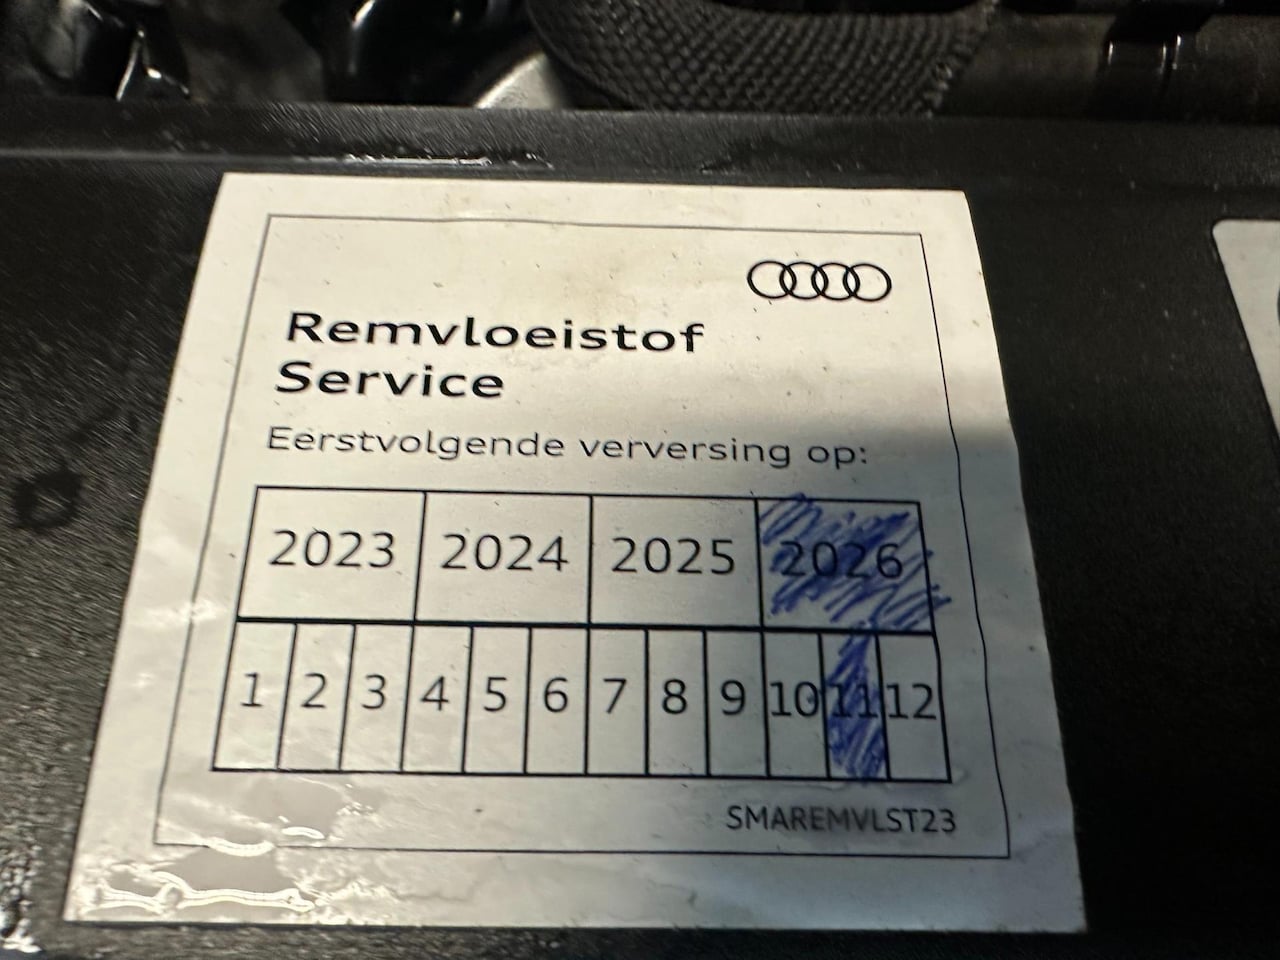 Remvloeistof
Service
Eerstvolgende verversing op:
2023 2024 2025 2026
1 2 3 4 5 6 7 8 9 10 11 12
SMAREMVLST23